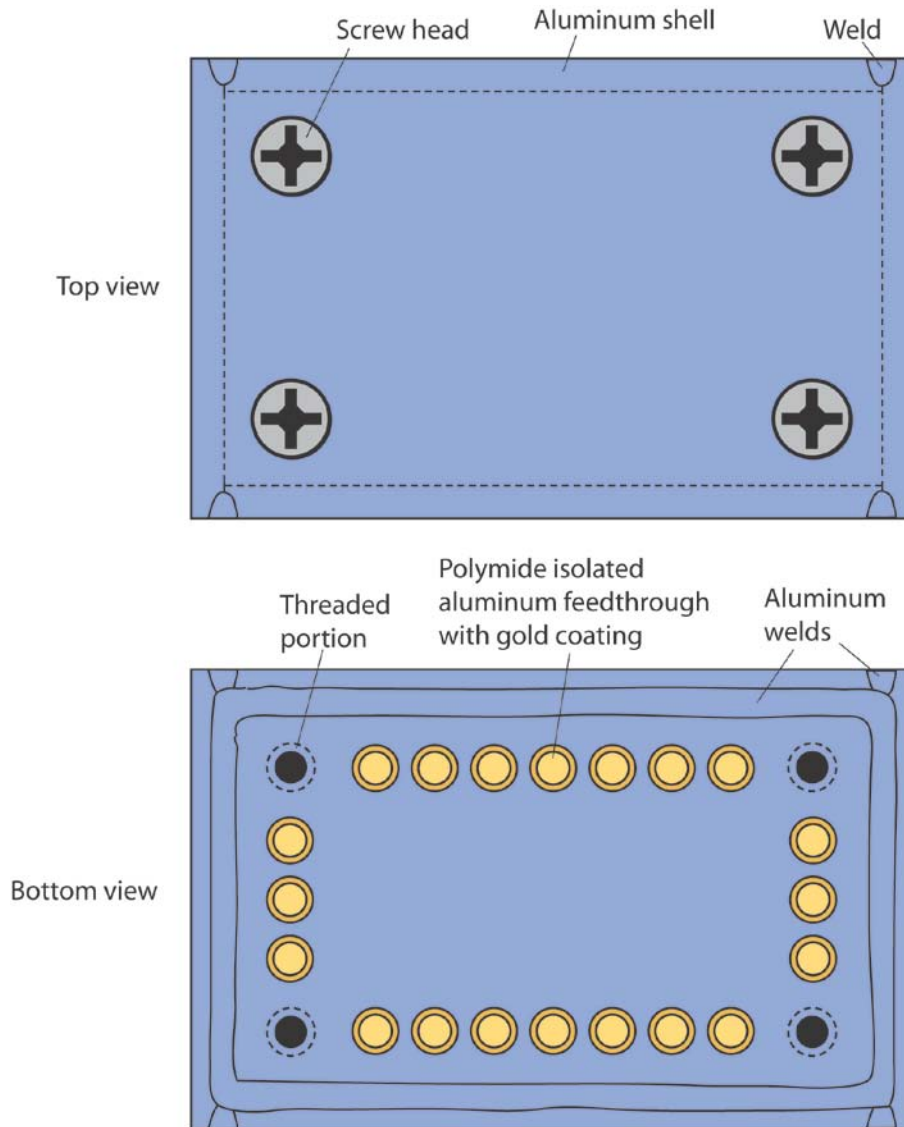 Screw head
Aluminum shell
Weld
Top view
Threaded
portion
Polymide isolated
aluminum feedthrough
with gold coating
Aluminum
welds
Bottom view